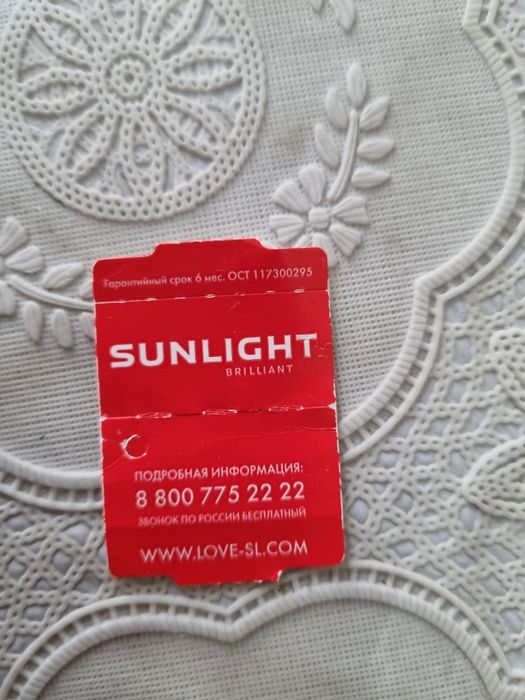 Гарантийный срок 6 мес. ОСТ 117300295
SUNLIGHT
BRILLIANT
ПОДРОБНАЯ ИНФОРМАЦИЯ:
8 800 775 22 22
ЗВОНОК ПО РОССИИ БЕСПЛАТНЫЙ
WWW.LOVE-SL.COM